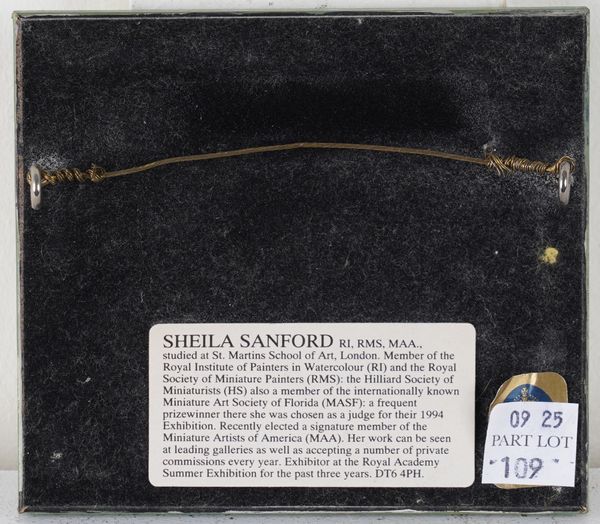 SHEILA SANFORD RI, RMS, MAA.,
studied at St. Martins School of Art, London. Member of the
Royal Institute of Painters in Watercolour (RI) and the Royal
Society of Miniature Painters (RMS): the Hilliard Society of
Miniaturists (HS) also a member of the internationally known
Miniature Art Society of Florida (MASF): a frequent
prizewinner there she was chosen as a judge for their 1994
Exhibition. Recently elected a signature member of the
Miniature Artists of America (MAA). Her work can be seen
at leading galleries as well as accepting a number of private
commissions every year. Exhibitor at the Royal Academy
Summer Exhibition for the past three years. DT6 4PH.
09 25
PART LOT
109